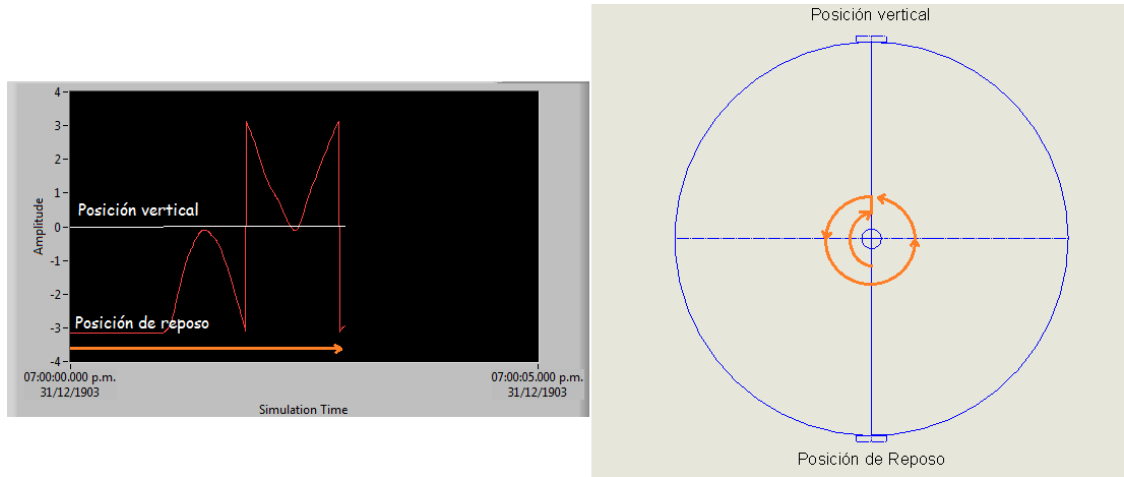 4
3
2
1
0
-1
-2
-3
-4
Amplitude
Posición vertical
Posición de reposo
07:00:00.000 p.m.
31/12/1903
07:00:05.000 p.m.
31/12/1903
Simulation Time
Posición vertical
Posición de Reposo